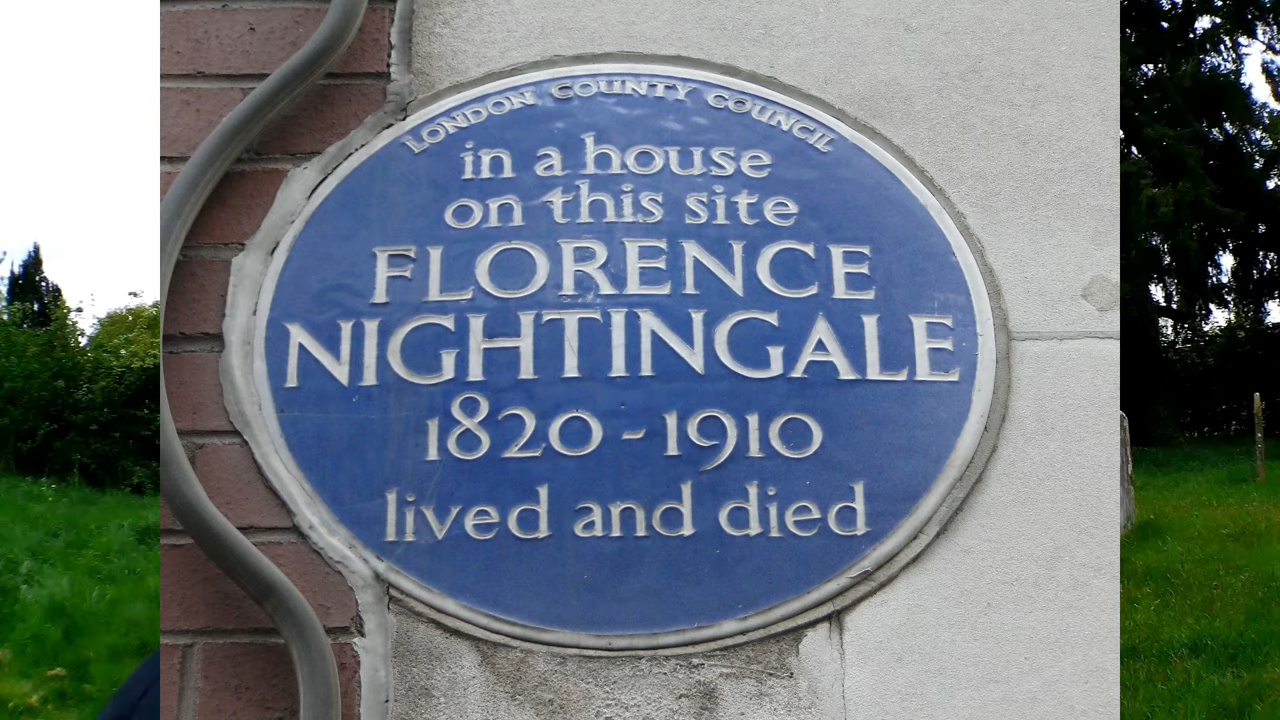 LONDON COUNTY COUNCIL
in a house
on this site
FLORENCE
NIGHTINGALE
1820 - 1910
lived and died